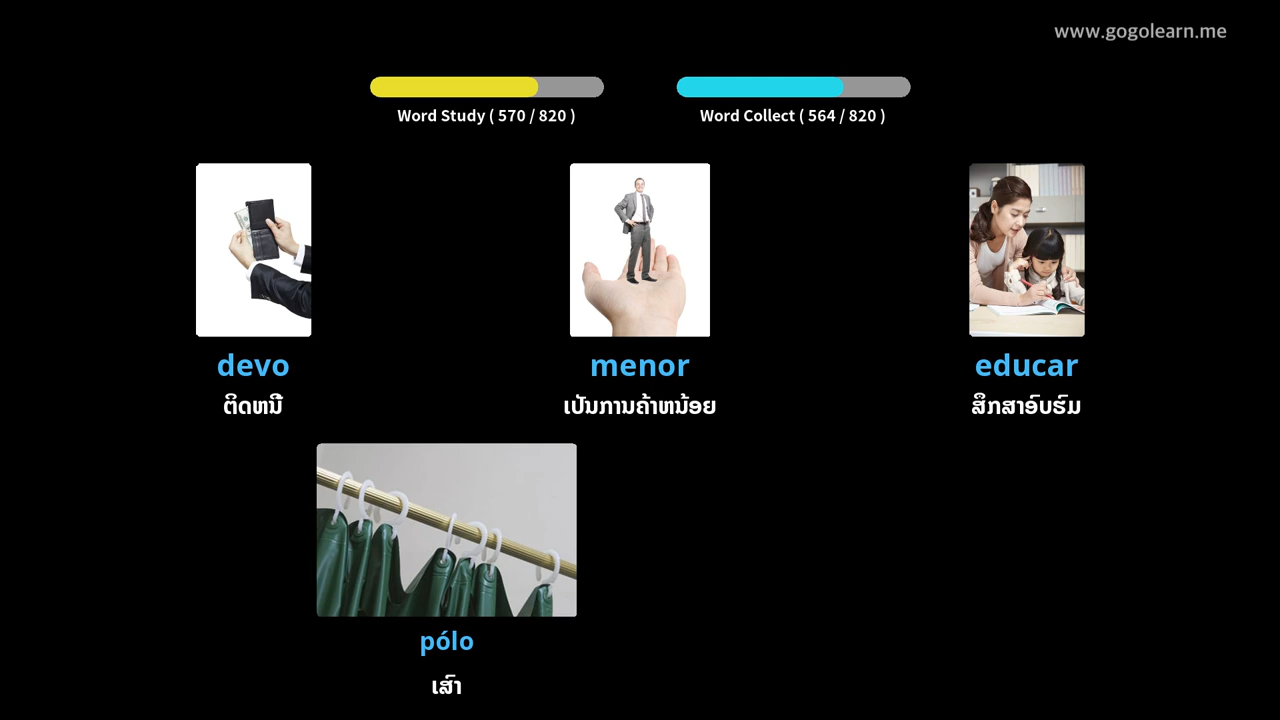 www.gogolearn.me
Word Study ( 570 / 820 )
Word Collect ( 564 / 820 )
devo
menor
educar
ຕິດຫນີ້
ເປັນການຄ້າຫນ້ອຍ
ສຶກສາອົບຮົມ
pólo
ເສົາ